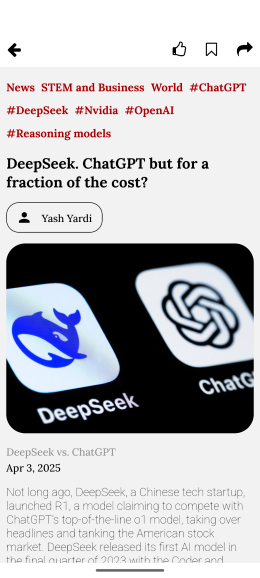 News STEM and Business World #ChatGPT
#DeepSeek #Nvidia #OpenAI
#Reasoning models
DeepSeek. ChatGPT but for a
fraction of the cost?
Yash Yardi
DeepSeek
ChatG
DeepSeek vs. ChatGPT
Apr 3, 2025
Not long ago, DeepSeek, a Chinese tech startup,
launched R1, a model claiming to compete with
ChatGPT's top-of-the-line o1 model, taking over
headlines and tanking the American stock
market. DeepSeek released its first AI model in
the final quarter of 2023 with the Coder and